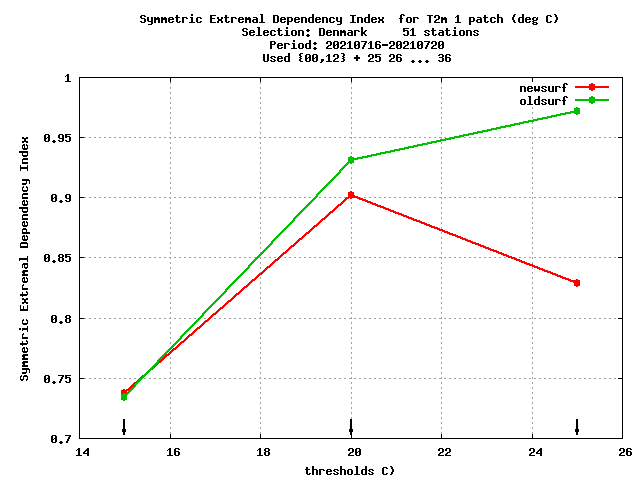 Symmetric Extremal Dependency Index  for T2m 1 patch (deg C)
Selection: Denmark     51 stations
Period: 20210716-20210720
Used {00,12} + 25 26 ... 36
newsurf
oldsurf
Symmetric Extremal Dependency Index
1
0.95
0.9
0.85
0.8
0.75
0.7
14 16 18 20 22 24 26
thresholds C)